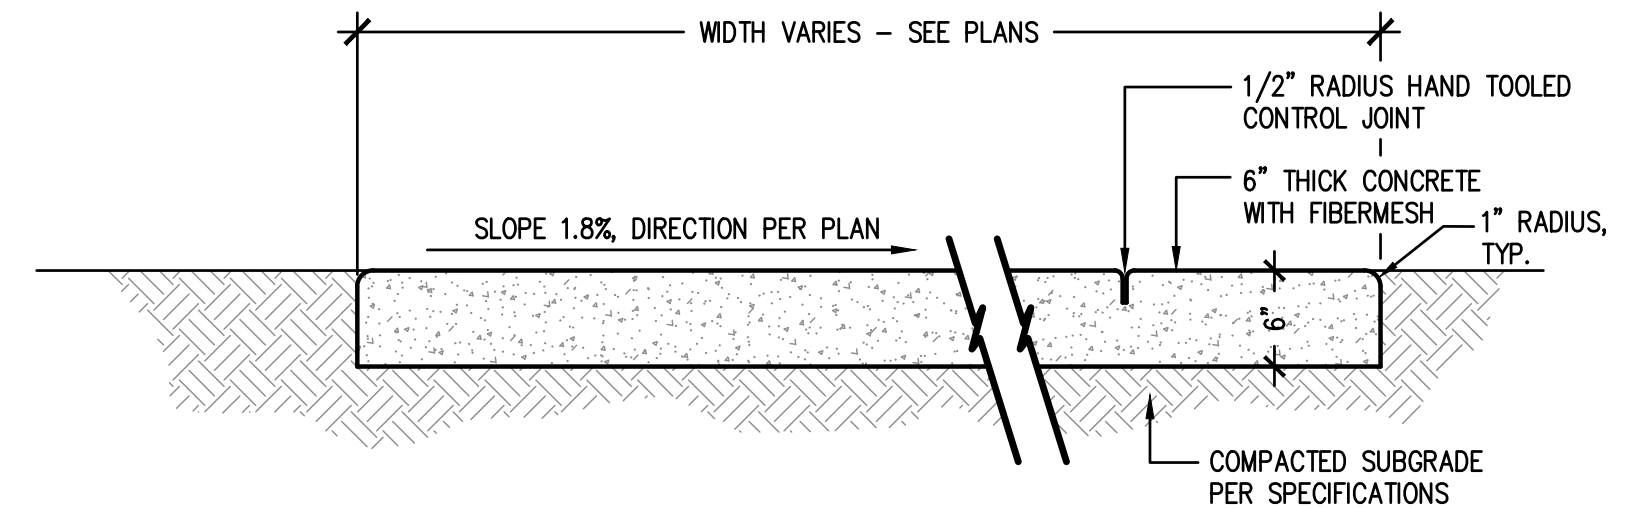 WIDTH VARIES - SEE PLANS
1/2" RADIUS HAND TOOLED
CONTROL JOINT
6" THICK CONCRETE
WITH FIBERMESH
1" RADIUS,
TYP.
SLOPE 1.8%, DIRECTION PER PLAN
6"
COMPACTED SUBGRADE
PER SPECIFICATIONS